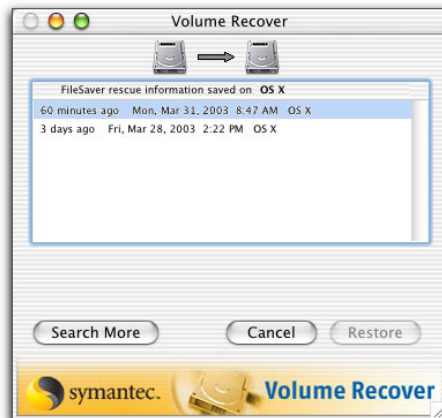 Volume Recover
FileSaver rescue information saved on OS X
60 minutes ago Mon, Mar 31, 2003 8:47 AM OS X
3 days ago Fri, Mar 28, 2003 2:22 PM OS X
Search More Cancel Restore
symantec. Volume Recover